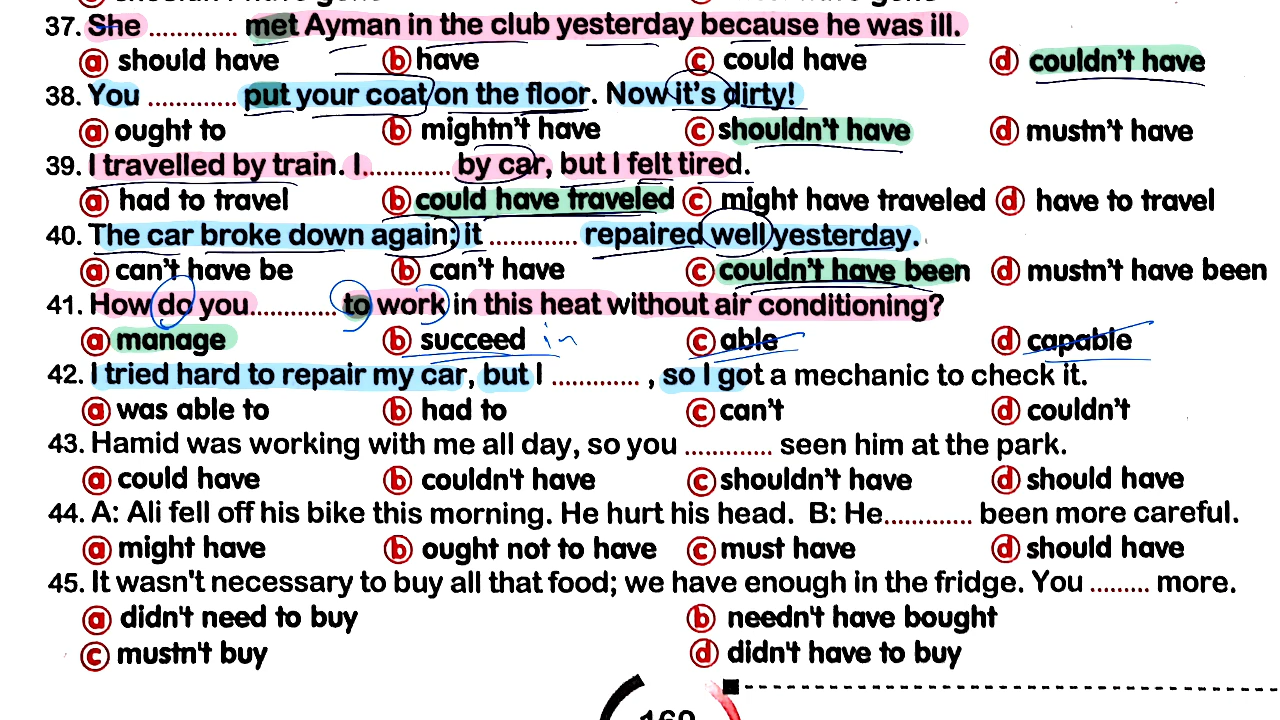 37. She ............. met Ayman in the club yesterday because he was ill.
ⓐ should have ⓑ have ⓒ could have ⓓ couldn't have
38. You ............. put your coat on the floor. Now it's dirty!
ⓐ ought to ⓑ mightn't have ⓒ shouldn't have ⓓ mustn't have
39. I travelled by train. I.............. by car, but I felt tired.
ⓐ had to travel ⓑ could have traveled ⓒ might have traveled ⓓ have to travel
40. The car broke down again; it ............. repaired well yesterday.
ⓐ can't have be ⓑ can't have ⓒ couldn't have been ⓓ mustn't have been
41. How do you............. to work in this heat without air conditioning?
ⓐ manage ⓑ succeed in ⓒ able ⓓ capable
42. I tried hard to repair my car, but I ............. , so I got a mechanic to check it.
ⓐ was able to ⓑ had to ⓒ can't ⓓ couldn't
43. Hamid was working with me all day, so you ............. seen him at the park.
ⓐ could have ⓑ couldn't have ⓒ shouldn't have ⓓ should have
44. A: Ali fell off his bike this morning. He hurt his head. B: He............. been more careful.
ⓐ might have ⓑ ought not to have ⓒ must have ⓓ should have
45. It wasn't necessary to buy all that food; we have enough in the fridge. You ......... more.
ⓐ didn't need to buy ⓑ needn't have bought
ⓒ mustn't buy ⓓ didn't have to buy